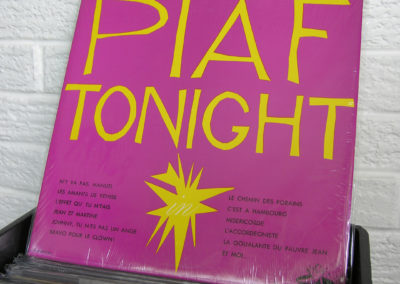 PIAF
TONIGHT
M'Y A PAS MANUEL
LES AMANTS DE VENISE
L'EFFET QU' TU M'FAIS
JEAN ET MARTINE
JOHNNY, TU N'ES PAS UN ANGE
BRAVO POUR LE CLOWN!
LE CHEMIN DES FORAINS
C'EST A HAMBOURG
MISERICORDE
L'ACCORDEONISTE
LA GOUALANTE DU PAUVRE JEAN
ET MOI...